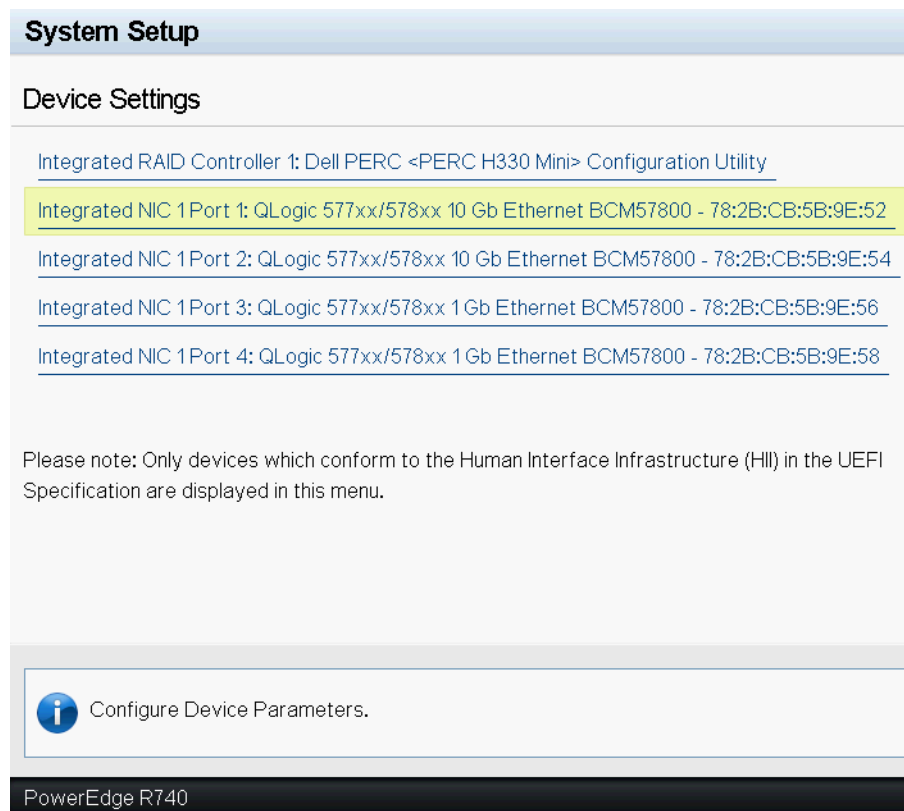 System Setup
Device Settings
Integrated RAID Controller 1: Dell PERC <PERC H330 Mini> Configuration Utility
Integrated NIC 1 Port 1: QLogic 577xx/578xx 10 Gb Ethernet BCM57800 - 78:2B:CB:5B:9E:52
Integrated NIC 1 Port 2: QLogic 577xx/578xx 10 Gb Ethernet BCM57800 - 78:2B:CB:5B:9E:54
Integrated NIC 1 Port 3: QLogic 577xx/578xx 1 Gb Ethernet BCM57800 - 78:2B:CB:5B:9E:56
Integrated NIC 1 Port 4: QLogic 577xx/578xx 1 Gb Ethernet BCM57800 - 78:2B:CB:5B:9E:58
Please note: Only devices which conform to the Human Interface Infrastructure (HII) in the UEFI
Specification are displayed in this menu.
Configure Device Parameters.
PowerEdge R740